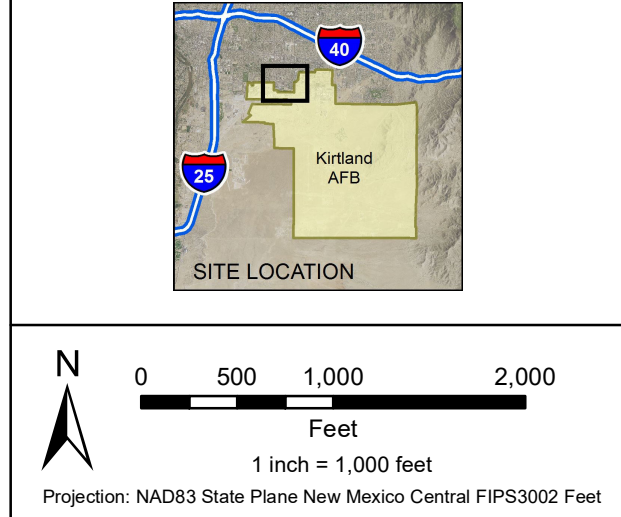 40
Kirtland
AFB
25
SITE LOCATION
N
0 500 1,000 2,000
Feet
1 inch = 1,000 feet
Projection: NAD83 State Plane New Mexico Central FIPS3002 Feet